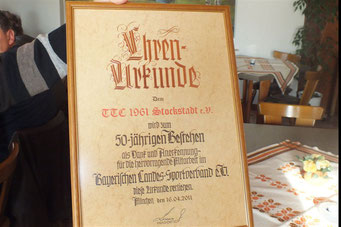 Ehren-
Urkunde
Dem
TTC 1961 Stockstadt e.V.
wird zum
50-jährigen Bestehen
als Dank und Anerkennung
für die hervorragende Mitarbeit im
Bayerischen Landes-Sportverband e.V.
diese Urkunde verliehen.
München, den 16.04.2011